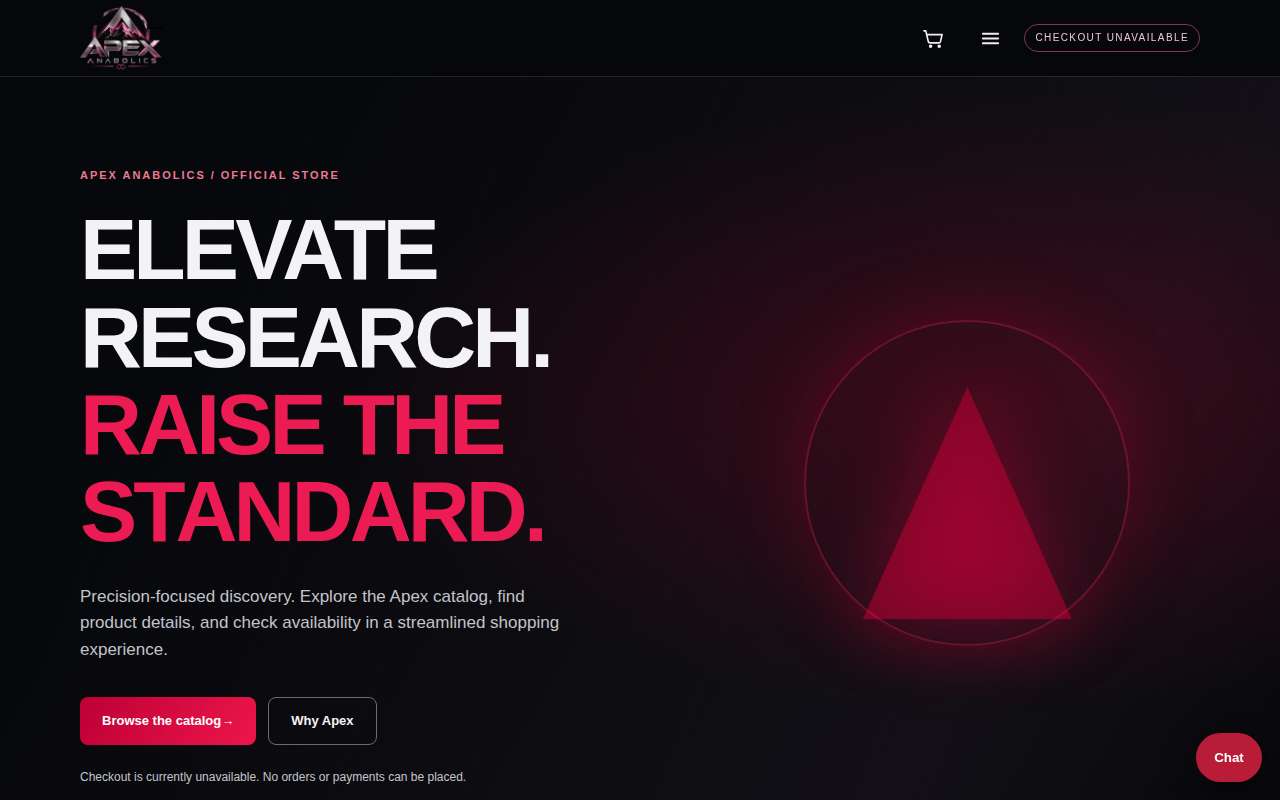 APEX
ANABOLICS
CHECKOUT UNAVAILABLE
APEX ANABOLICS / OFFICIAL STORE
ELEVATE
RESEARCH.
RAISE THE
STANDARD.
Precision-focused discovery. Explore the Apex catalog, find
product details, and check availability in a streamlined shopping
experience.
Browse the catalog→
Why Apex
Checkout is currently unavailable. No orders or payments can be placed.
Chat